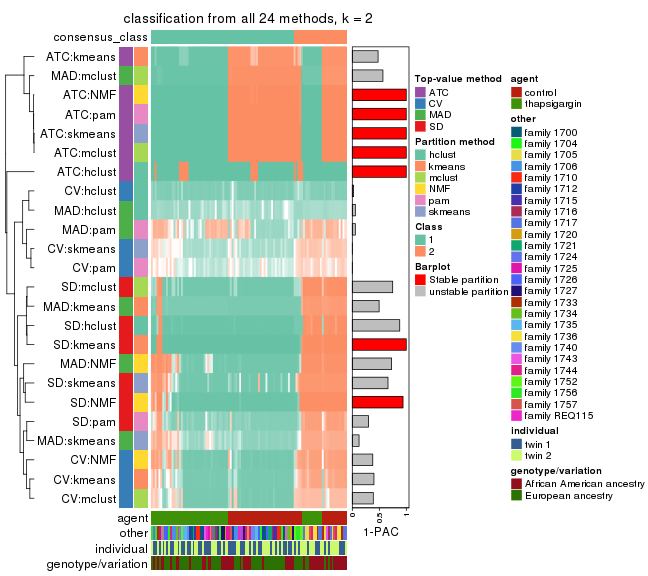 classification from all 24 methods, k = 2
consensus_class
ATC:kmeans
MAD:mclust
ATC:NMF
ATC:pam
ATC:skmeans
ATC:mclust
ATC:hclust
CV:hclust
MAD:hclust
MAD:pam
CV:skmeans
CV:pam
SD:mclust
MAD:kmeans
SD:hclust
SD:kmeans
MAD:NMF
SD:skmeans
SD:NMF
SD:pam
MAD:skmeans
CV:NMF
CV:kmeans
CV:mclust
agent
other
individual
genotype/variation
0 0.5 1
1-PAC
Top-value method
ATC
CV
MAD
SD
Partition method
hclust
kmeans
mclust
NMF
pam
skmeans
Class
1
2
Barplot
Stable partition
unstable partition
agent
control
thapsigargin
other
family 1700
family 1704
family 1705
family 1706
family 1710
family 1712
family 1715
family 1716
family 1717
family 1720
family 1721
family 1724
family 1725
family 1726
family 1727
family 1733
family 1734
family 1735
family 1736
family 1740
family 1743
family 1744
family 1752
family 1756
family 1757
family REQ115
individual
twin 1
twin 2
genotype/variation
African American ancestry
European ancestry